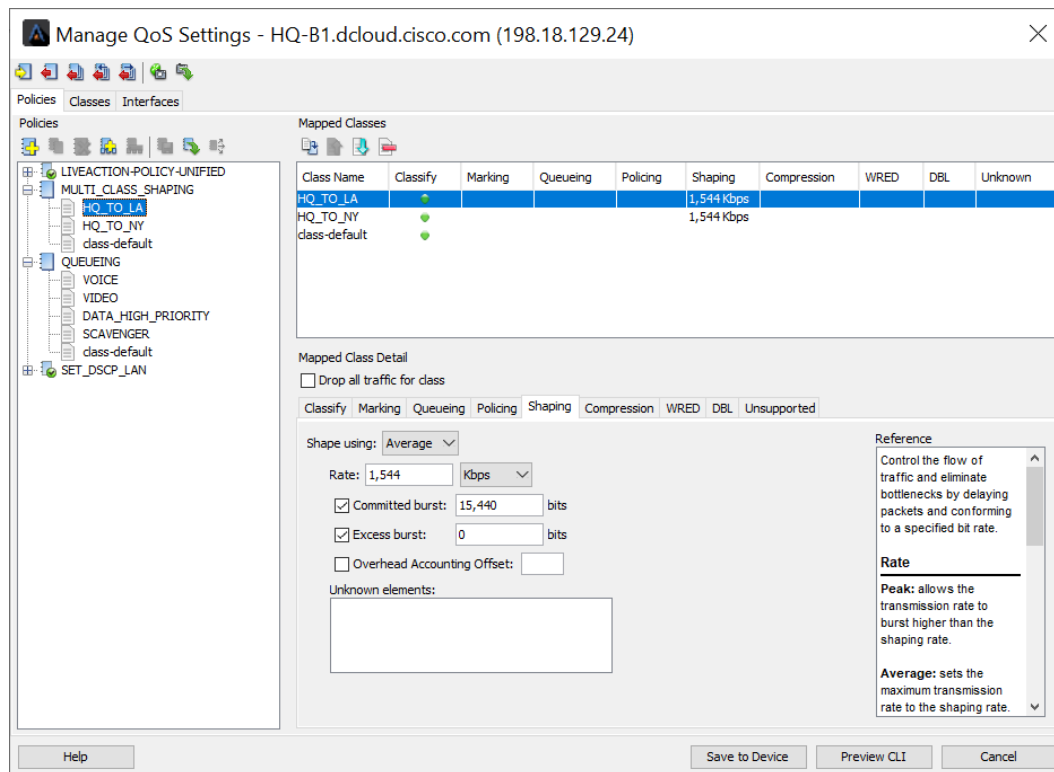 Manage QoS Settings - HQ-B1.dcloud.cisco.com (198.18.129.24)
Policies Classes Interfaces
Policies
LIVEACTION-POLICY-UNIFIED
MULTI_CLASS_SHAPING
HQ_TO_LA
HQ_TO_NY
class-default
QUEUEING
VOICE
VIDEO
DATA_HIGH_PRIORITY
SCAVENGER
class-default
SET_DSCP_LAN
Mapped Classes
Class Name Classify Marking Queueing Policing Shaping Compression WRED DBL Unknown
HQ_TO_LA 1,544 Kbps
HQ_TO_NY 1,544 Kbps
class-default
Mapped Class Detail
Drop all traffic for class
Classify Marking Queueing Policing Shaping Compression WRED DBL Unsupported
Shape using: Average
Rate: 1,544 Kbps
Committed burst: 15,440 bits
Excess burst: 0 bits
Overhead Accounting Offset:
Unknown elements:
Reference
Control the flow of
traffic and eliminate
bottlenecks by delaying
packets and conforming
to a specified bit rate.
Rate
Peak: allows the
transmission rate to
burst higher than the
shaping rate.
Average: sets the
maximum transmission
rate to the shaping rate.
Help Save to Device Preview CLI Cancel